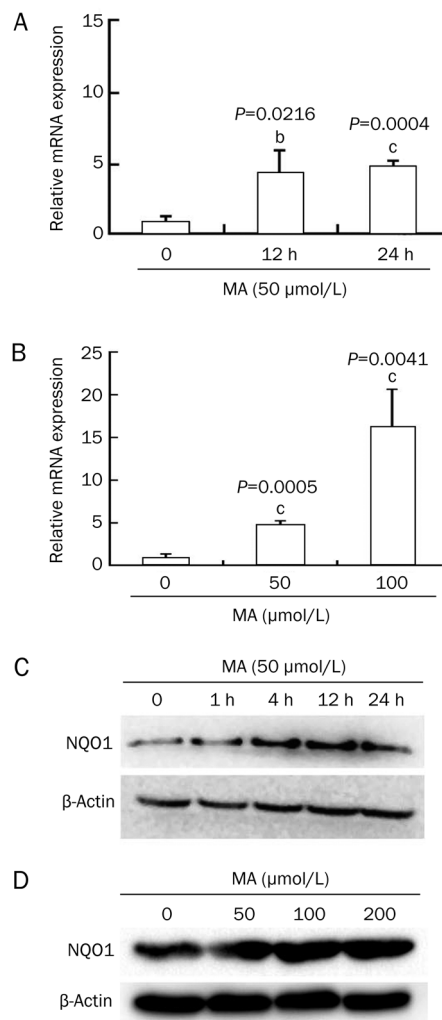 A
Relative mRNA expression
15
10
5
0
P=0.0216
b
P=0.0004
c
0 12 h 24 h
MA (50 µmol/L)
B
Relative mRNA expression
25
20
15
10
5
0
P=0.0005
c
P=0.0041
c
0 50 100
MA (µmol/L)
C
MA (50 µmol/L)
0 1 h 4 h 12 h 24 h
NQO1
β-Actin
D
MA (µmol/L)
0 50 100 200
NQO1
β-Actin